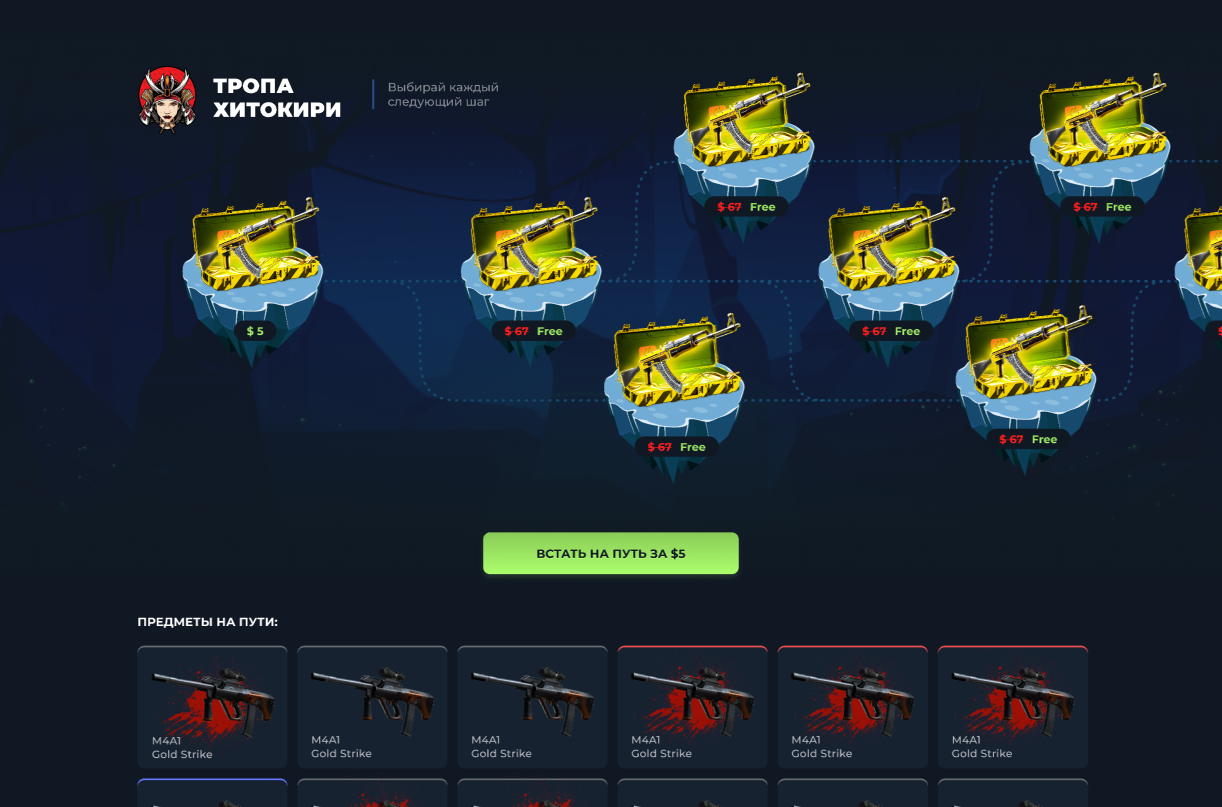 ТРОПА
ХИТОКИРИ
Выбирай каждый
следующий шаг
$ 67 Free
$ 67 Free
$ 5
$ 67 Free
$ 67 Free
$ 67 Free
$ 67 Free
ВСТАТЬ НА ПУТЬ ЗА $5
ПРЕДМЕТЫ НА ПУТИ:
M4A1
Gold Strike
M4A1
Gold Strike
M4A1
Gold Strike
M4A1
Gold Strike
M4A1
Gold Strike
M4A1
Gold Strike